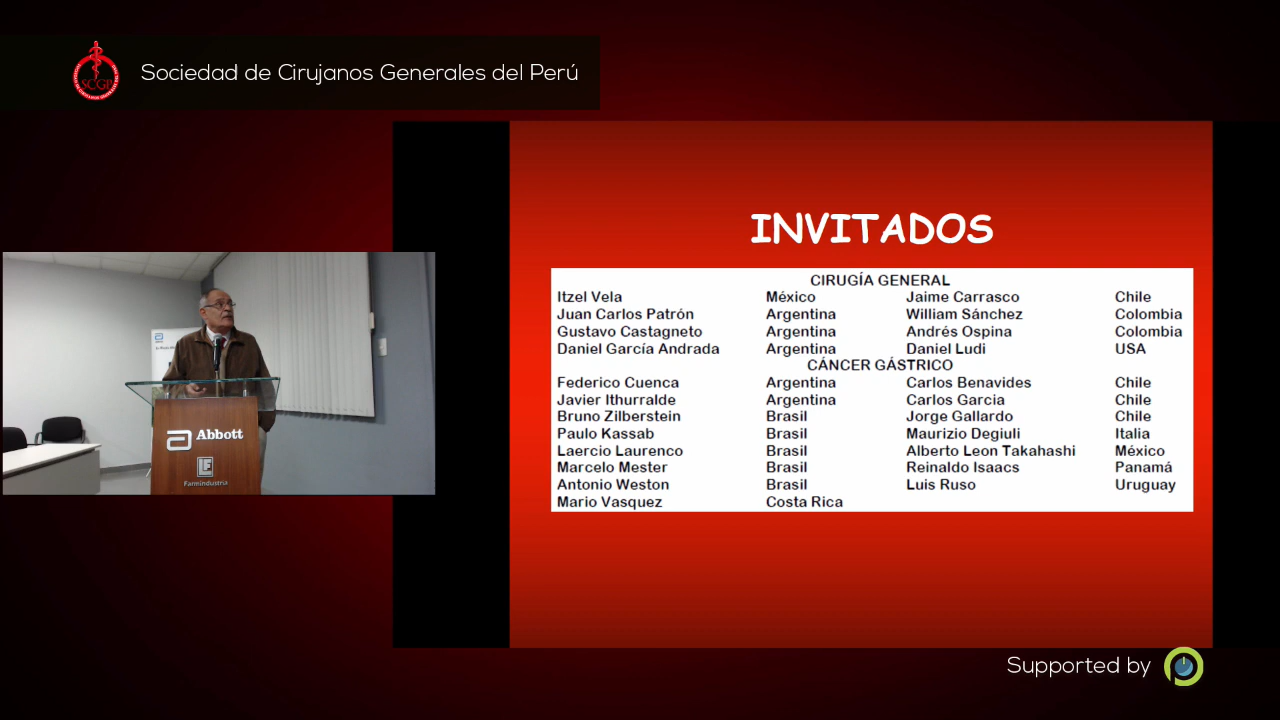 Sociedad de Cirujanos Generales del Perú
SCGP
INVITADOS
CIRUGÍA GENERAL
Itzel Vela México Jaime Carrasco Chile
Juan Carlos Patrón Argentina William Sánchez Colombia
Gustavo Castagneto Argentina Andrés Ospina Colombia
Daniel García Andrada Argentina Daniel Ludi USA
CÁNCER GÁSTRICO
Federico Cuenca Argentina Carlos Benavides Chile
Javier Ithurralde Argentina Carlos Garcia Chile
Bruno Zilberstein Brasil Jorge Gallardo Chile
Paulo Kassab Brasil Maurizio Degiuli Italia
Laercio Laurenco Brasil Alberto Leon Takahashi México
Marcelo Mester Brasil Reinaldo Isaacs Panamá
Antonio Weston Brasil Luis Ruso Uruguay
Mario Vasquez Costa Rica
Abbott
Farmindustria
Supported by